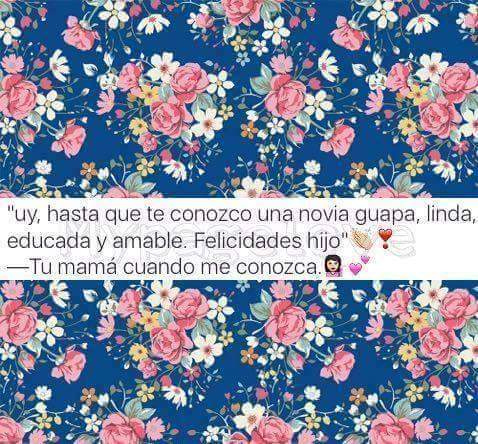 "uy, hasta que te conozco una novia guapa, linda,
educada y amable. Felicidades hijo"👏🏻❣️
—Tu mamá cuando me conozca.💁🏻💕